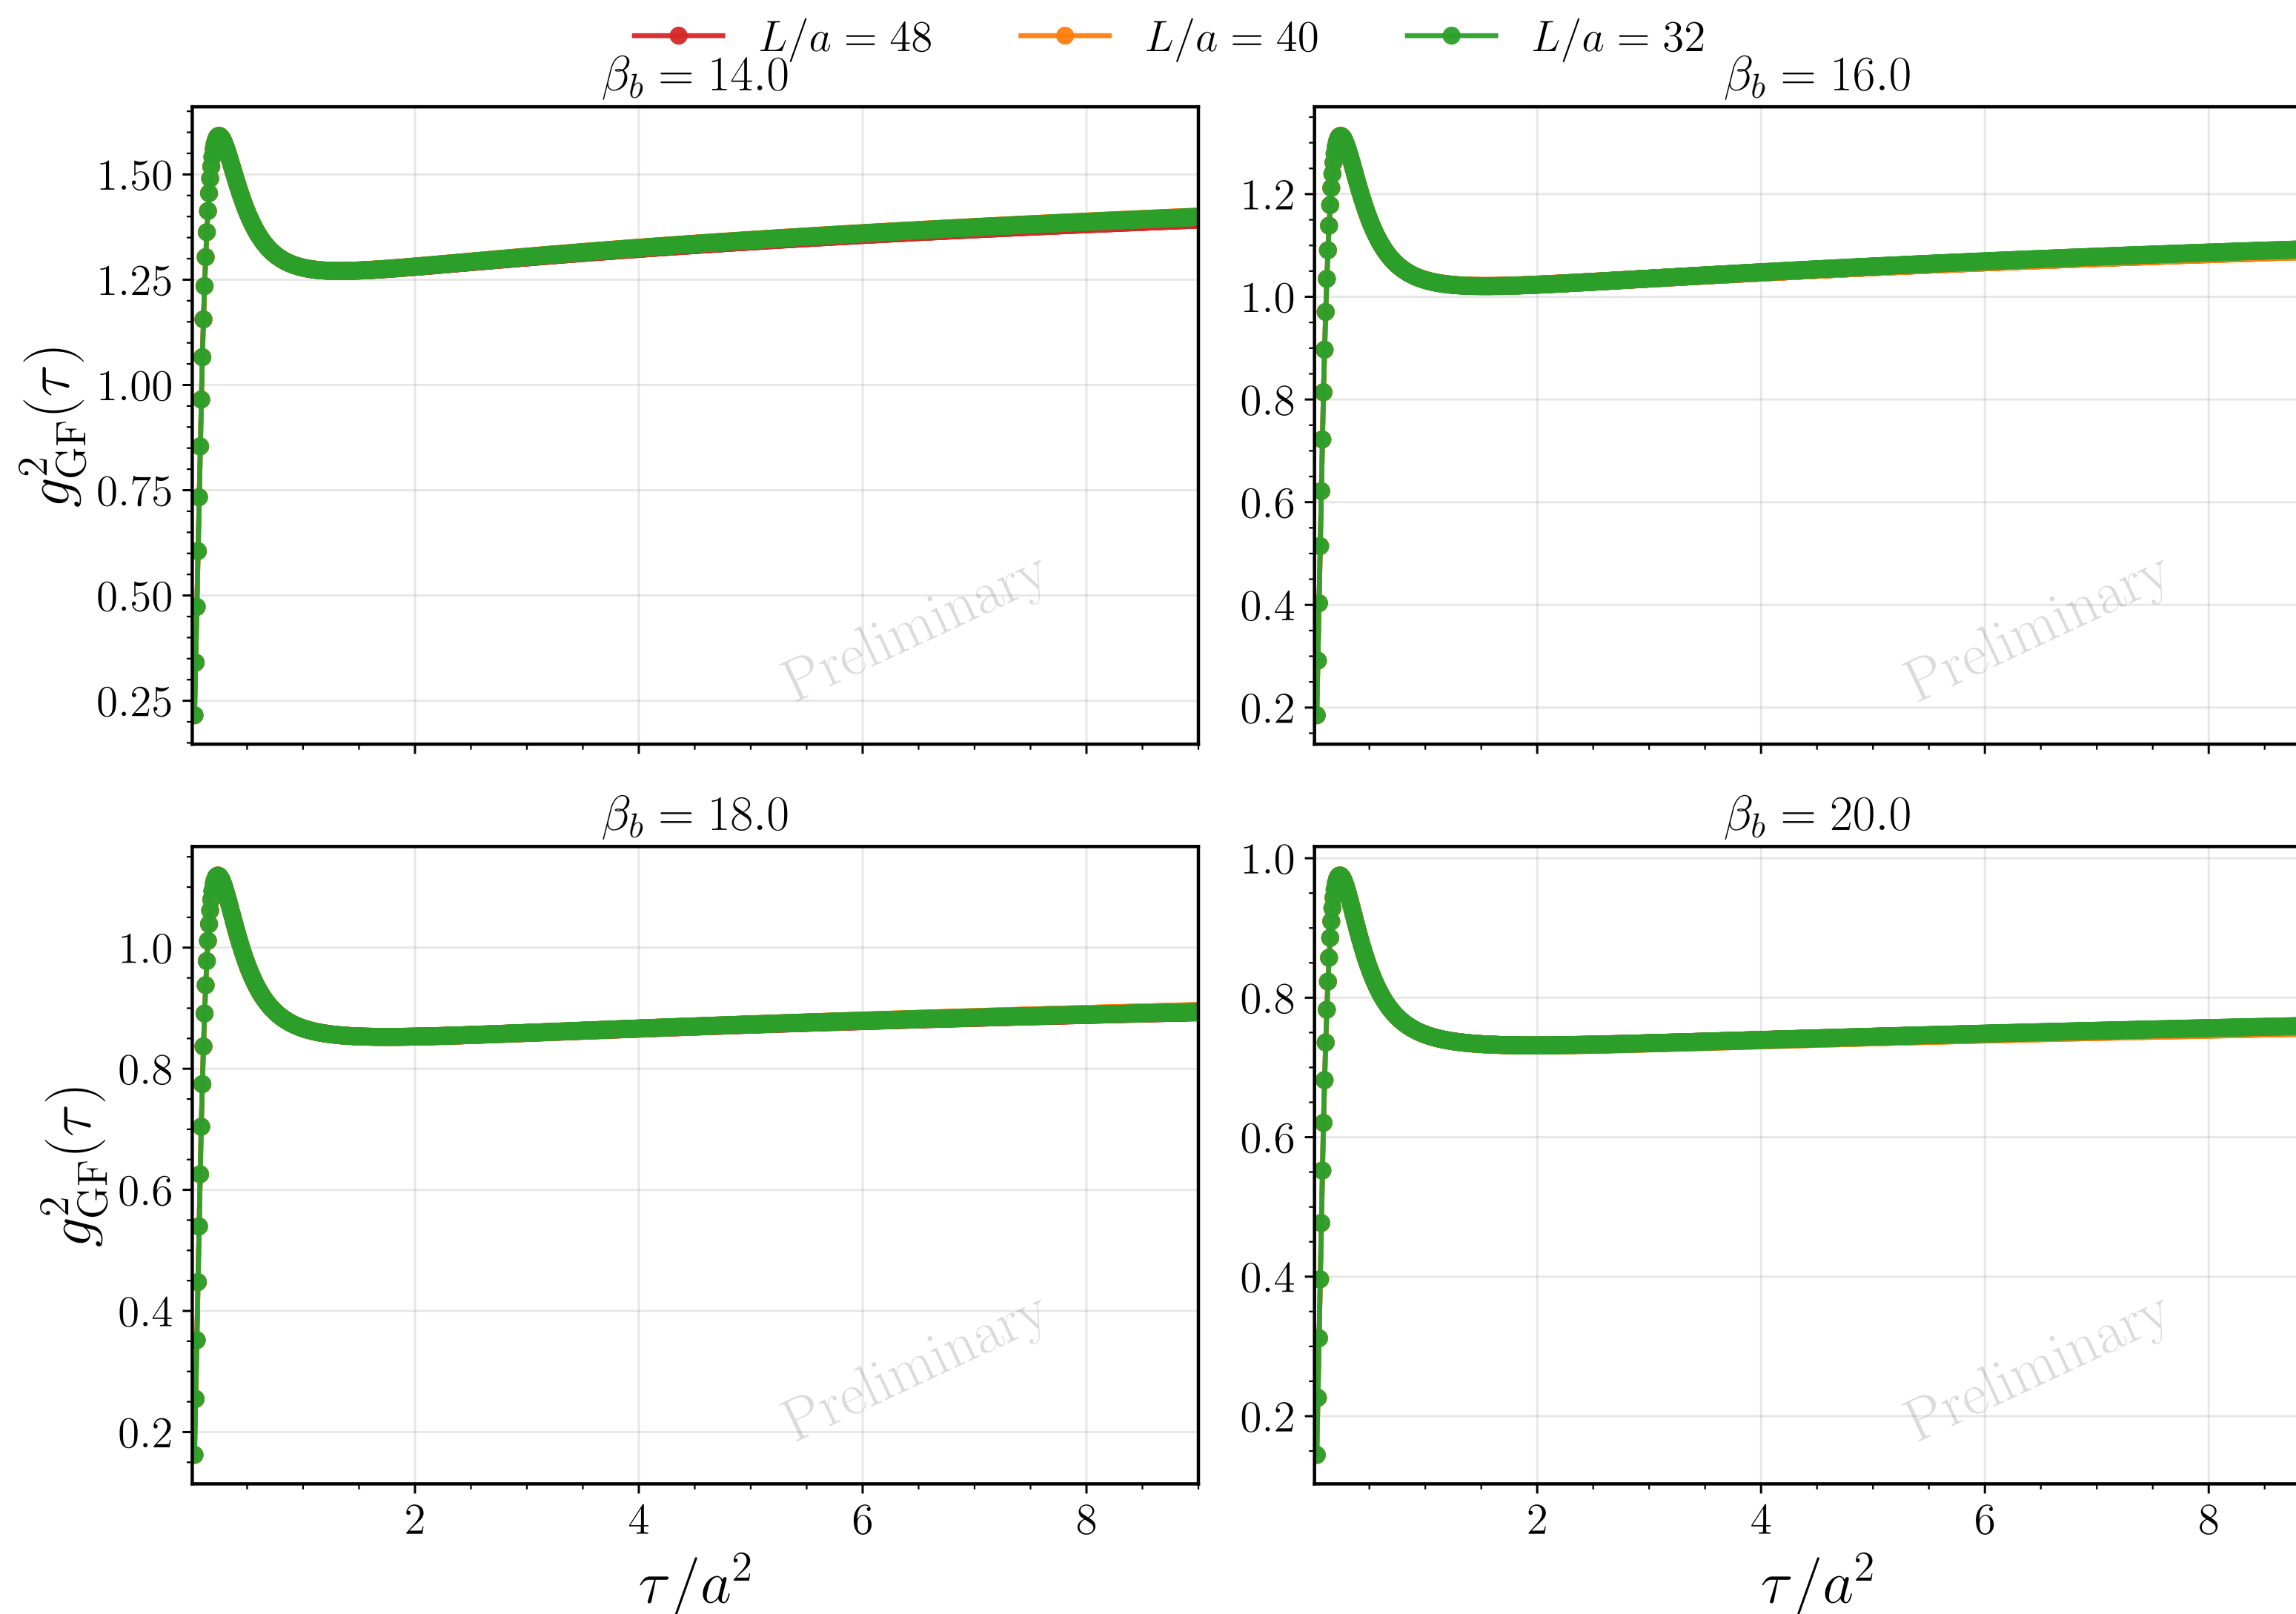 L/a = 48 L/a = 40 L/a = 32
β_b = 14.0
β_b = 16.0
g²_GF(τ)
1.50
1.25
1.00
0.75
0.50
0.25
Preliminary
1.2
1.0
0.8
0.6
0.4
0.2
Preliminary
β_b = 18.0
β_b = 20.0
g²_GF(τ)
1.0
0.8
0.6
0.4
0.2
Preliminary
2 4 6 8
τ/a²
1.0
0.8
0.6
0.4
0.2
Preliminary
2 4 6 8
τ/a²